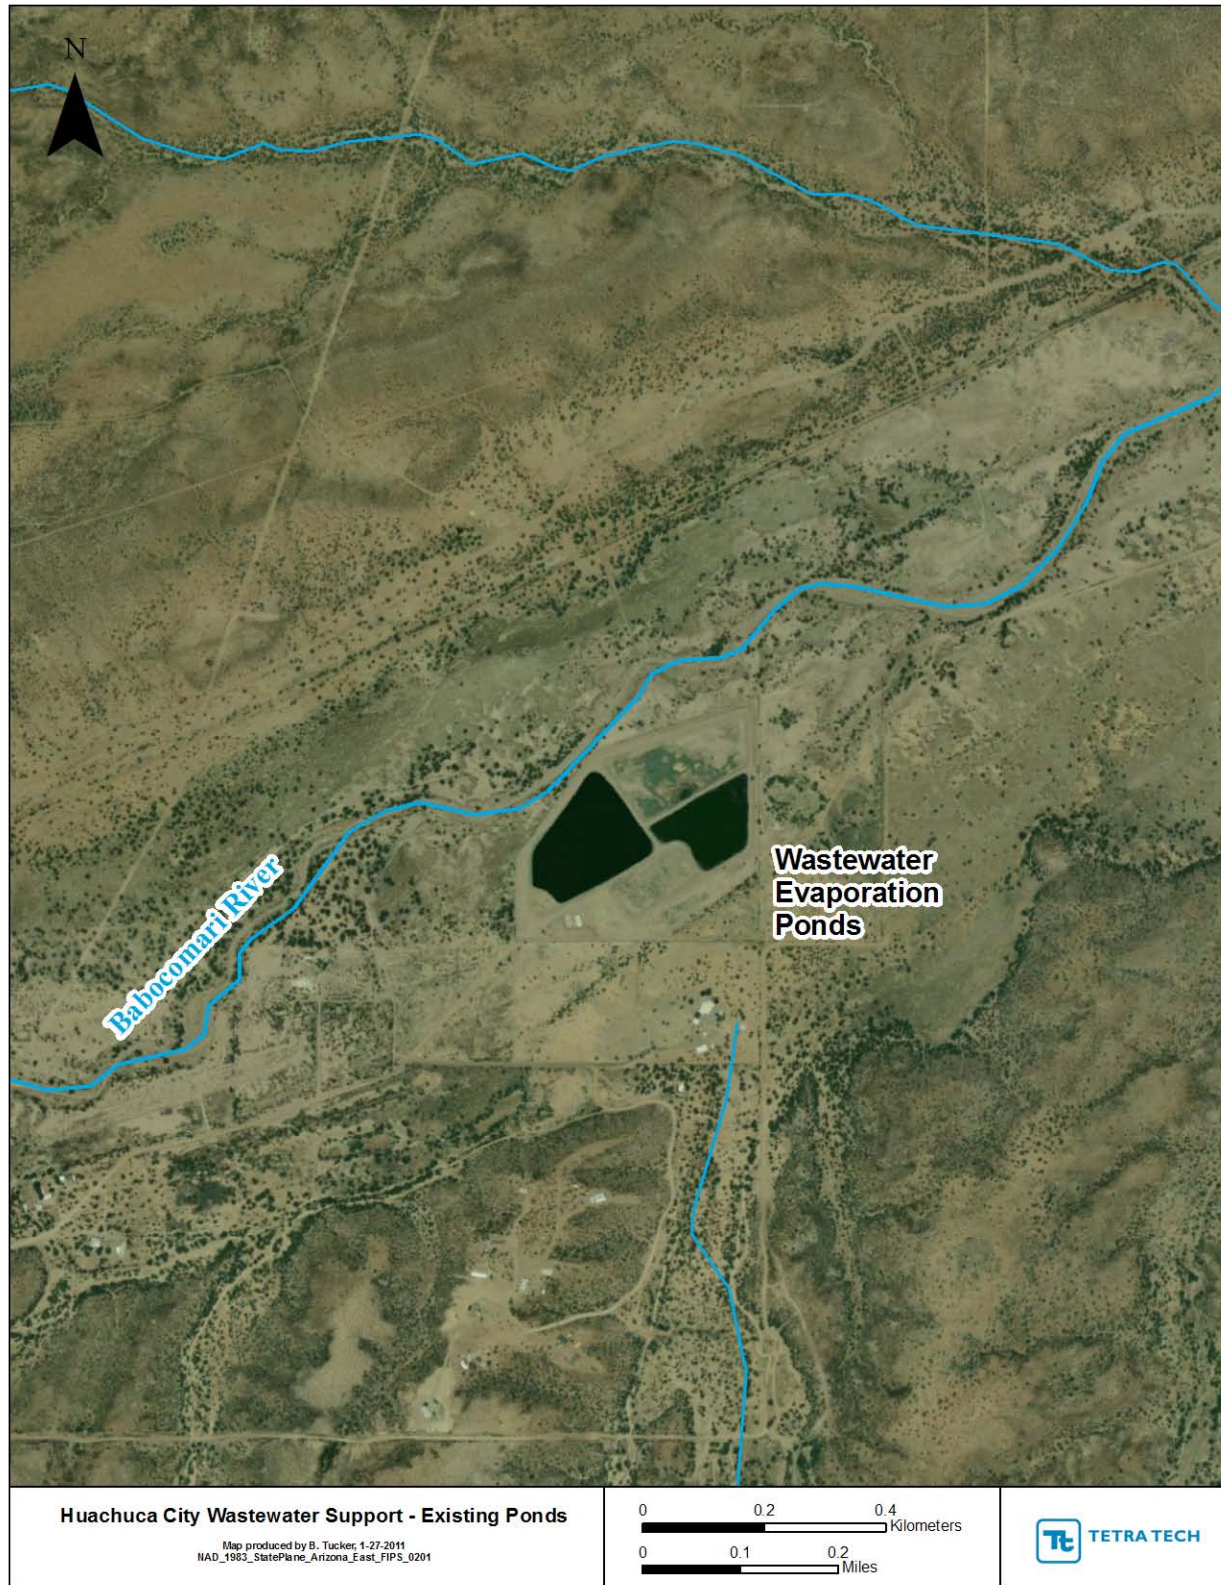 N
Babocomari River
Wastewater
Evaporation
Ponds
Huachuca City Wastewater Support - Existing Ponds
Map produced by B. Tucker, 1-27-2011
NAD_1983_StatePlane_Arizona_East_FIPS_0201
0 0.2 0.4
Kilometers
0 0.1 0.2
Miles
Tt TETRA TECH